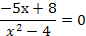 (−5x + 8)/(x² − 4) = 0